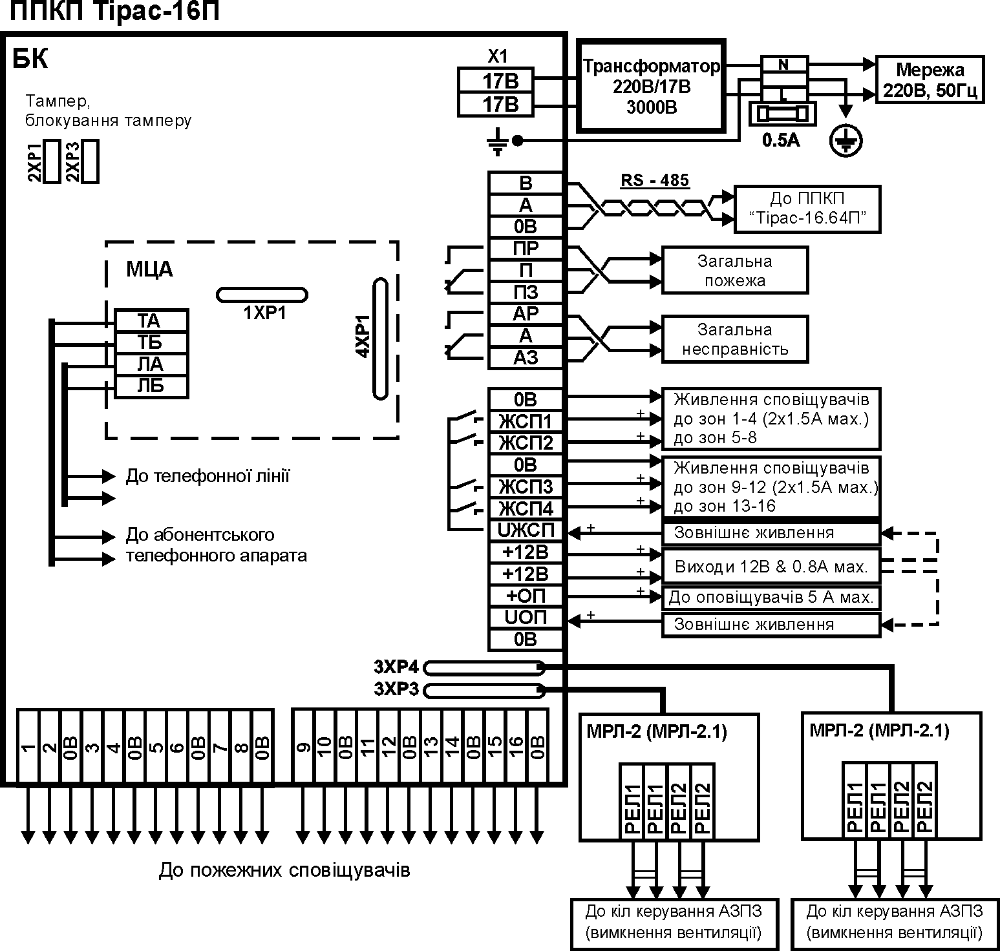 ППКП Тірас-16П
БК
Тампер,
блокування тамперу
2XP1
2XP3
X1
17В
17В
Трансформатор
220В/17В
3000В
N
L
0.5А
Мережа
220В, 50Гц
RS - 485
В
А
0В
До ППКП
“Тірас-16.64П”
ПР
П
ПЗ
Загальна
пожежа
АР
А
АЗ
Загальна
несправність
МЦА
1XP1
4XP1
ТА
ТБ
ЛА
ЛБ
До телефонної лінії
До абонентського
телефонного апарата
0В
ЖСП1
+
ЖСП2
+
Живлення сповіщувачів
до зон 1-4 (2х1.5А мах.)
до зон 5-8
0В
ЖСП3
+
ЖСП4
+
Живлення сповіщувачів
до зон 9-12 (2х1.5А мах.)
до зон 13-16
UЖСП
+
Зовнішнє живлення
+12В
+
+12В
+
Виходи 12В & 0.8А мах.
+ОП
+
До оповіщувачів 5 А мах.
UОП
+
Зовнішнє живлення
0В
3XP4
3XP3
1
2
0В
3
4
0В
5
6
0В
7
8
0В
9
10
0В
11
12
0В
13
14
0В
15
16
0В
До пожежних сповіщувачів
МРЛ-2 (МРЛ-2.1)
РЕЛ1
РЕЛ1
РЕЛ2
РЕЛ2
До кіл керування АЗПЗ
(вимкнення вентиляції)
МРЛ-2 (МРЛ-2.1)
РЕЛ1
РЕЛ1
РЕЛ2
РЕЛ2
До кіл керування АЗПЗ
(вимкнення вентиляції)